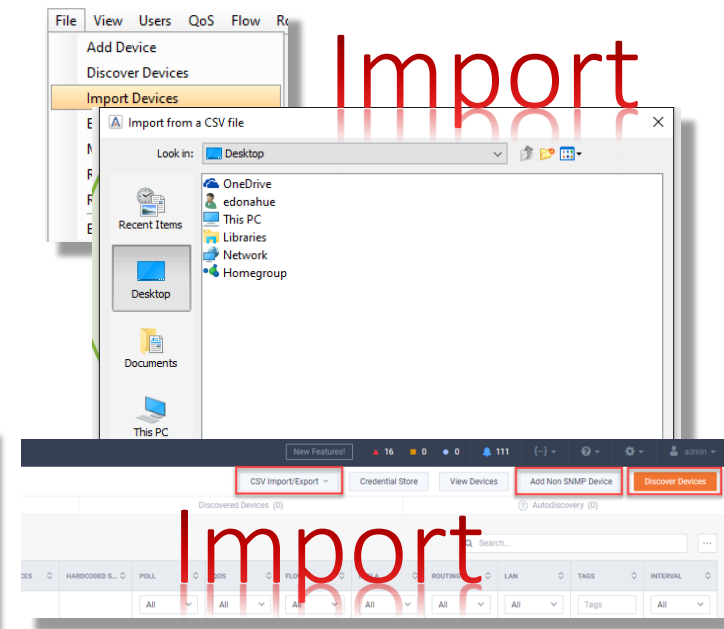 File View Users QoS Flow
Add Device
Discover Devices
Import Devices
Import
Import from a CSV file
Look in: Desktop
OneDrive
edonahue
This PC
Libraries
Network
Homegroup
Recent Items
Desktop
Documents
This PC
New Features! 16 0 0 111 {-} admin
CSV Import/Export Credential Store View Devices Add Non SNMP Device Discover Devices
Discovered Devices (0) Autodiscovery (0)
Import
Search...
HARDCODED S... POLL QOS ROUTING LAN TAGS INTERVAL
All All All All All All Tags All